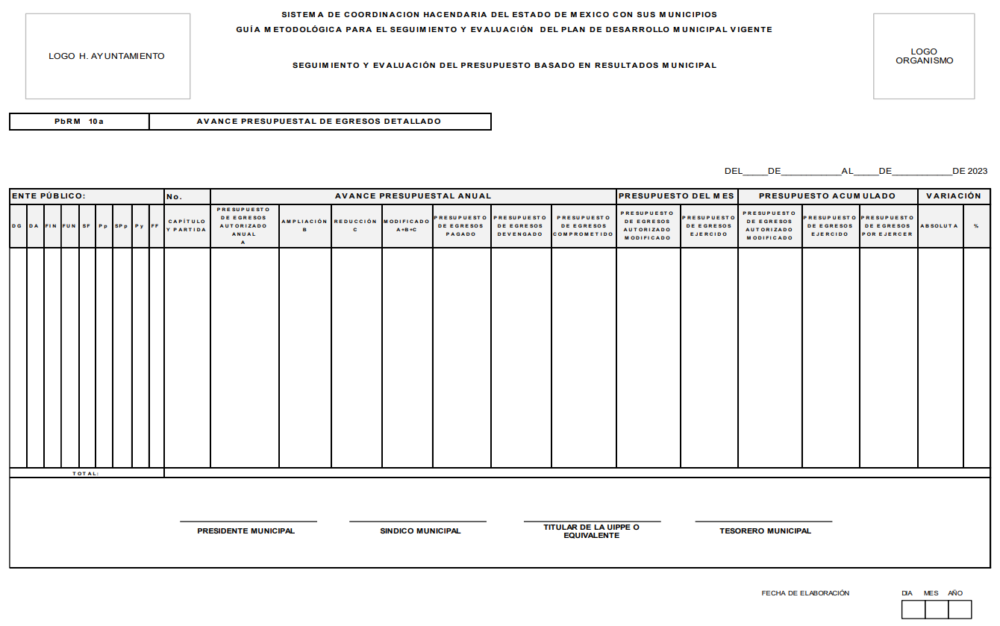 SISTEMA DE COORDINACION HACENDARIA DEL ESTADO DE MEXICO CON SUS MUNICIPIOS
GUÍA METODOLÓGICA PARA EL SEGUIMIENTO Y EVALUACIÓN DEL PLAN DE DESARROLLO MUNICIPAL VIGENTE
LOGO H. AYUNTAMIENTO
LOGO
ORGANISMO
SEGUIMIENTO Y EVALUACIÓN DEL PRESUPUESTO BASADO EN RESULTADOS MUNICIPAL
PbRM 10a
AVANCE PRESUPUESTAL DE EGRESOS DETALLADO
DEL_____DE____________AL_____DE____________DE 2023
ENTE PÚBLICO:
No.
AVANCE PRESUPUESTAL ANUAL
PRESUPUESTO DEL MES
PRESUPUESTO ACUMULADO
VARIACIÓN
DG
DA
FIN
FUN
SF
Pp
SPp
Py
FF
CAPÍTULO
Y PARTIDA
PRESUPUESTO
DE EGRESOS
AUTORIZADO
ANUAL
A
AMPLIACIÓN
B
REDUCCIÓN
C
MODIFICADO
A+B+C
PRESUPUESTO
DE EGRESOS
PAGADO
PRESUPUESTO
DE EGRESOS
DEVENGADO
PRESUPUESTO
DE EGRESOS
COMPROMETIDO
PRESUPUESTO
DE EGRESOS
AUTORIZADO
MODIFICADO
PRESUPUESTO
DE EGRESOS
EJERCIDO
PRESUPUESTO
DE EGRESOS
AUTORIZADO
MODIFICADO
PRESUPUESTO
DE EGRESOS
EJERCIDO
PRESUPUESTO
DE EGRESOS
POR EJERCER
ABSOLUTA
%
TOTAL:
PRESIDENTE MUNICIPAL
SINDICO MUNICIPAL
TITULAR DE LA UIPPE O
EQUIVALENTE
TESORERO MUNICIPAL
FECHA DE ELABORACIÓN
DIA MES AÑO